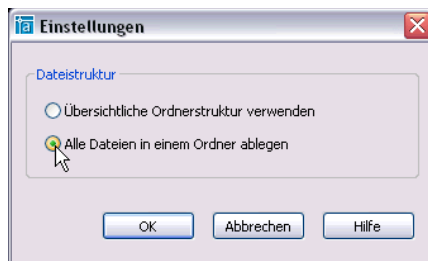 Einstellungen
Dateistruktur
Übersichtliche Ordnerstruktur verwenden
Alle Dateien in einem Ordner ablegen
OK Abbrechen Hilfe